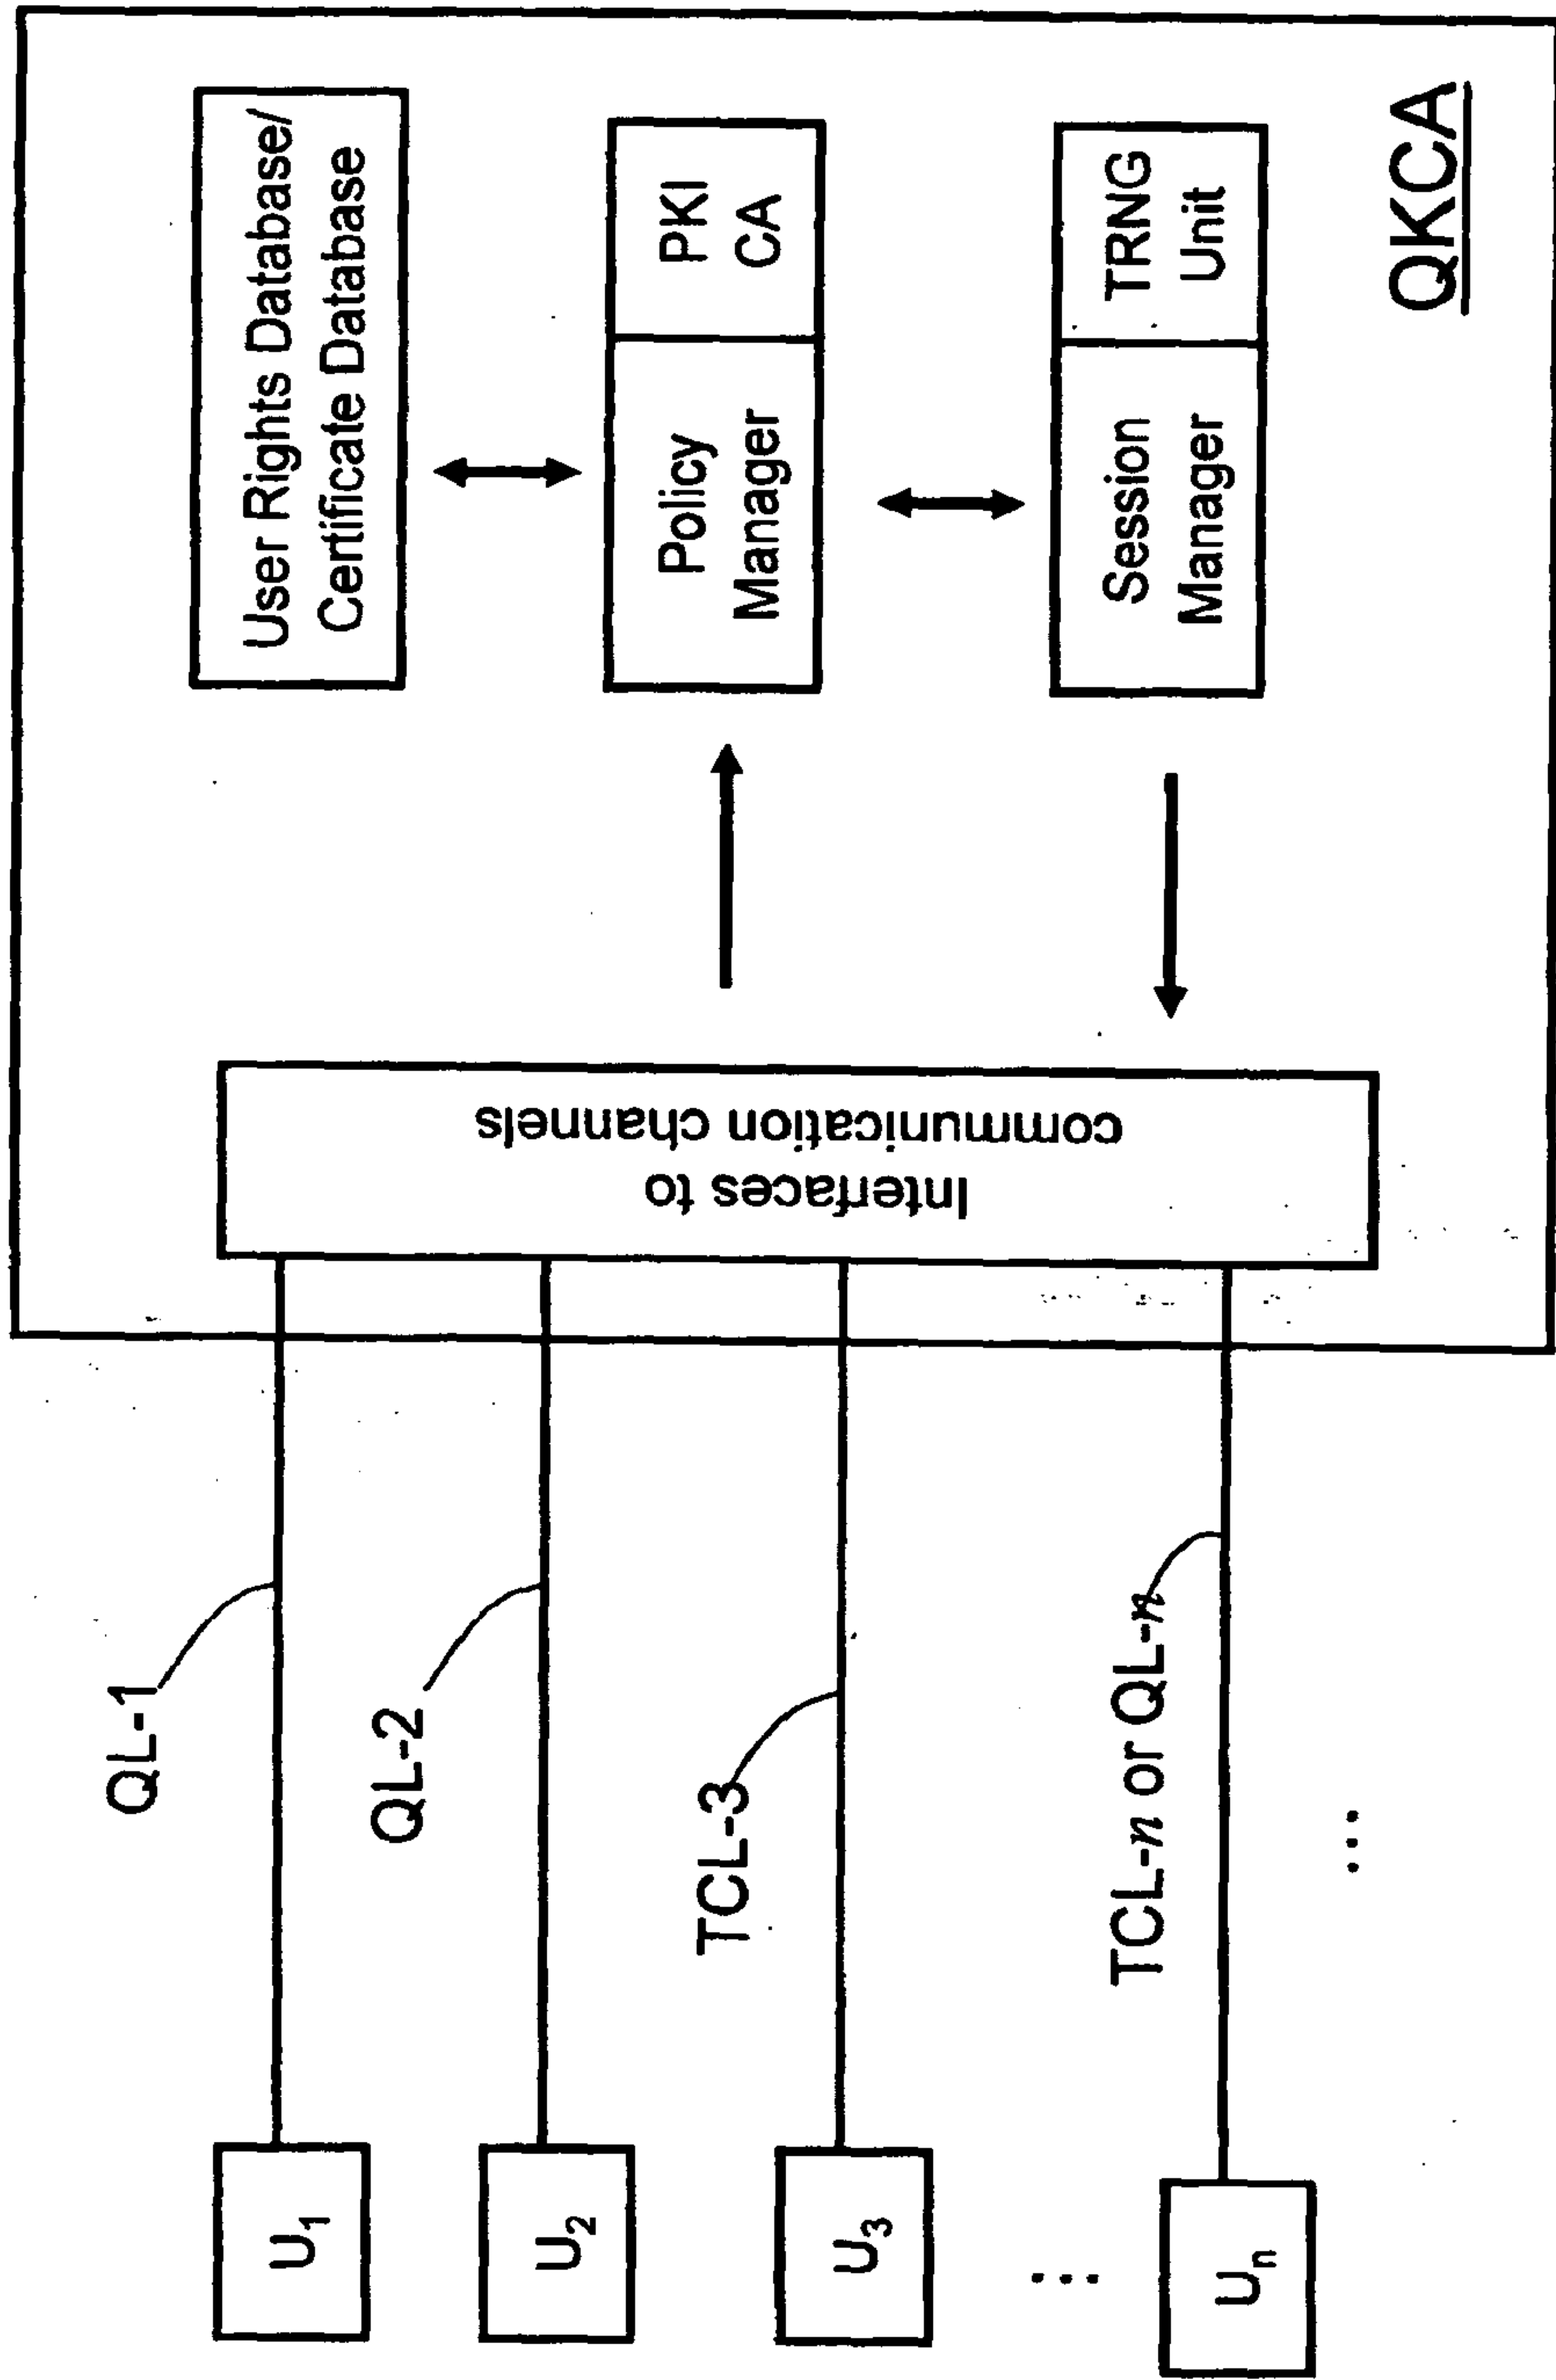 U1
U2
U3
...
Un
QL-1
QL-2
TCL-3
TCL-n or QL-n
...
Interfaces to
communication channels
User Rights Database/
Certificate Database
Policy
Manager
PKI
CA
Session
Manager
TRNG
Unit
QKCA